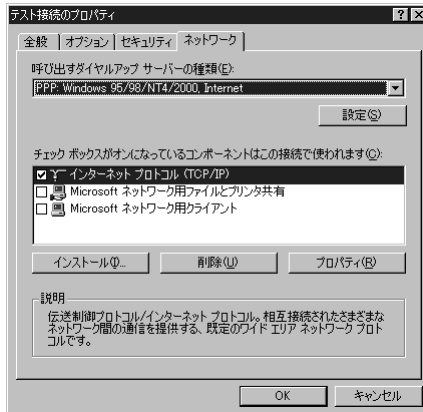 テスト接続のプロパティ
全般 オプション セキュリティ ネットワーク
呼び出すダイヤルアップ サーバーの種類(E):
PPP: Windows 95/98/NT4/2000, Internet
設定(S)
チェック ボックスがオンになっているコンポーネントはこの接続で使われます(C):
インターネット プロトコル (TCP/IP)
Microsoft ネットワーク用ファイルとプリンタ共有
Microsoft ネットワーク用クライアント
インストール(I)... 削除(U) プロパティ(R)
説明
伝送制御プロトコル/インターネット プロトコル。相互接続されたさまざまな
ネットワーク間の通信を提供する、既定のワイド エリア ネットワーク プロト
コルです。
OK キャンセル